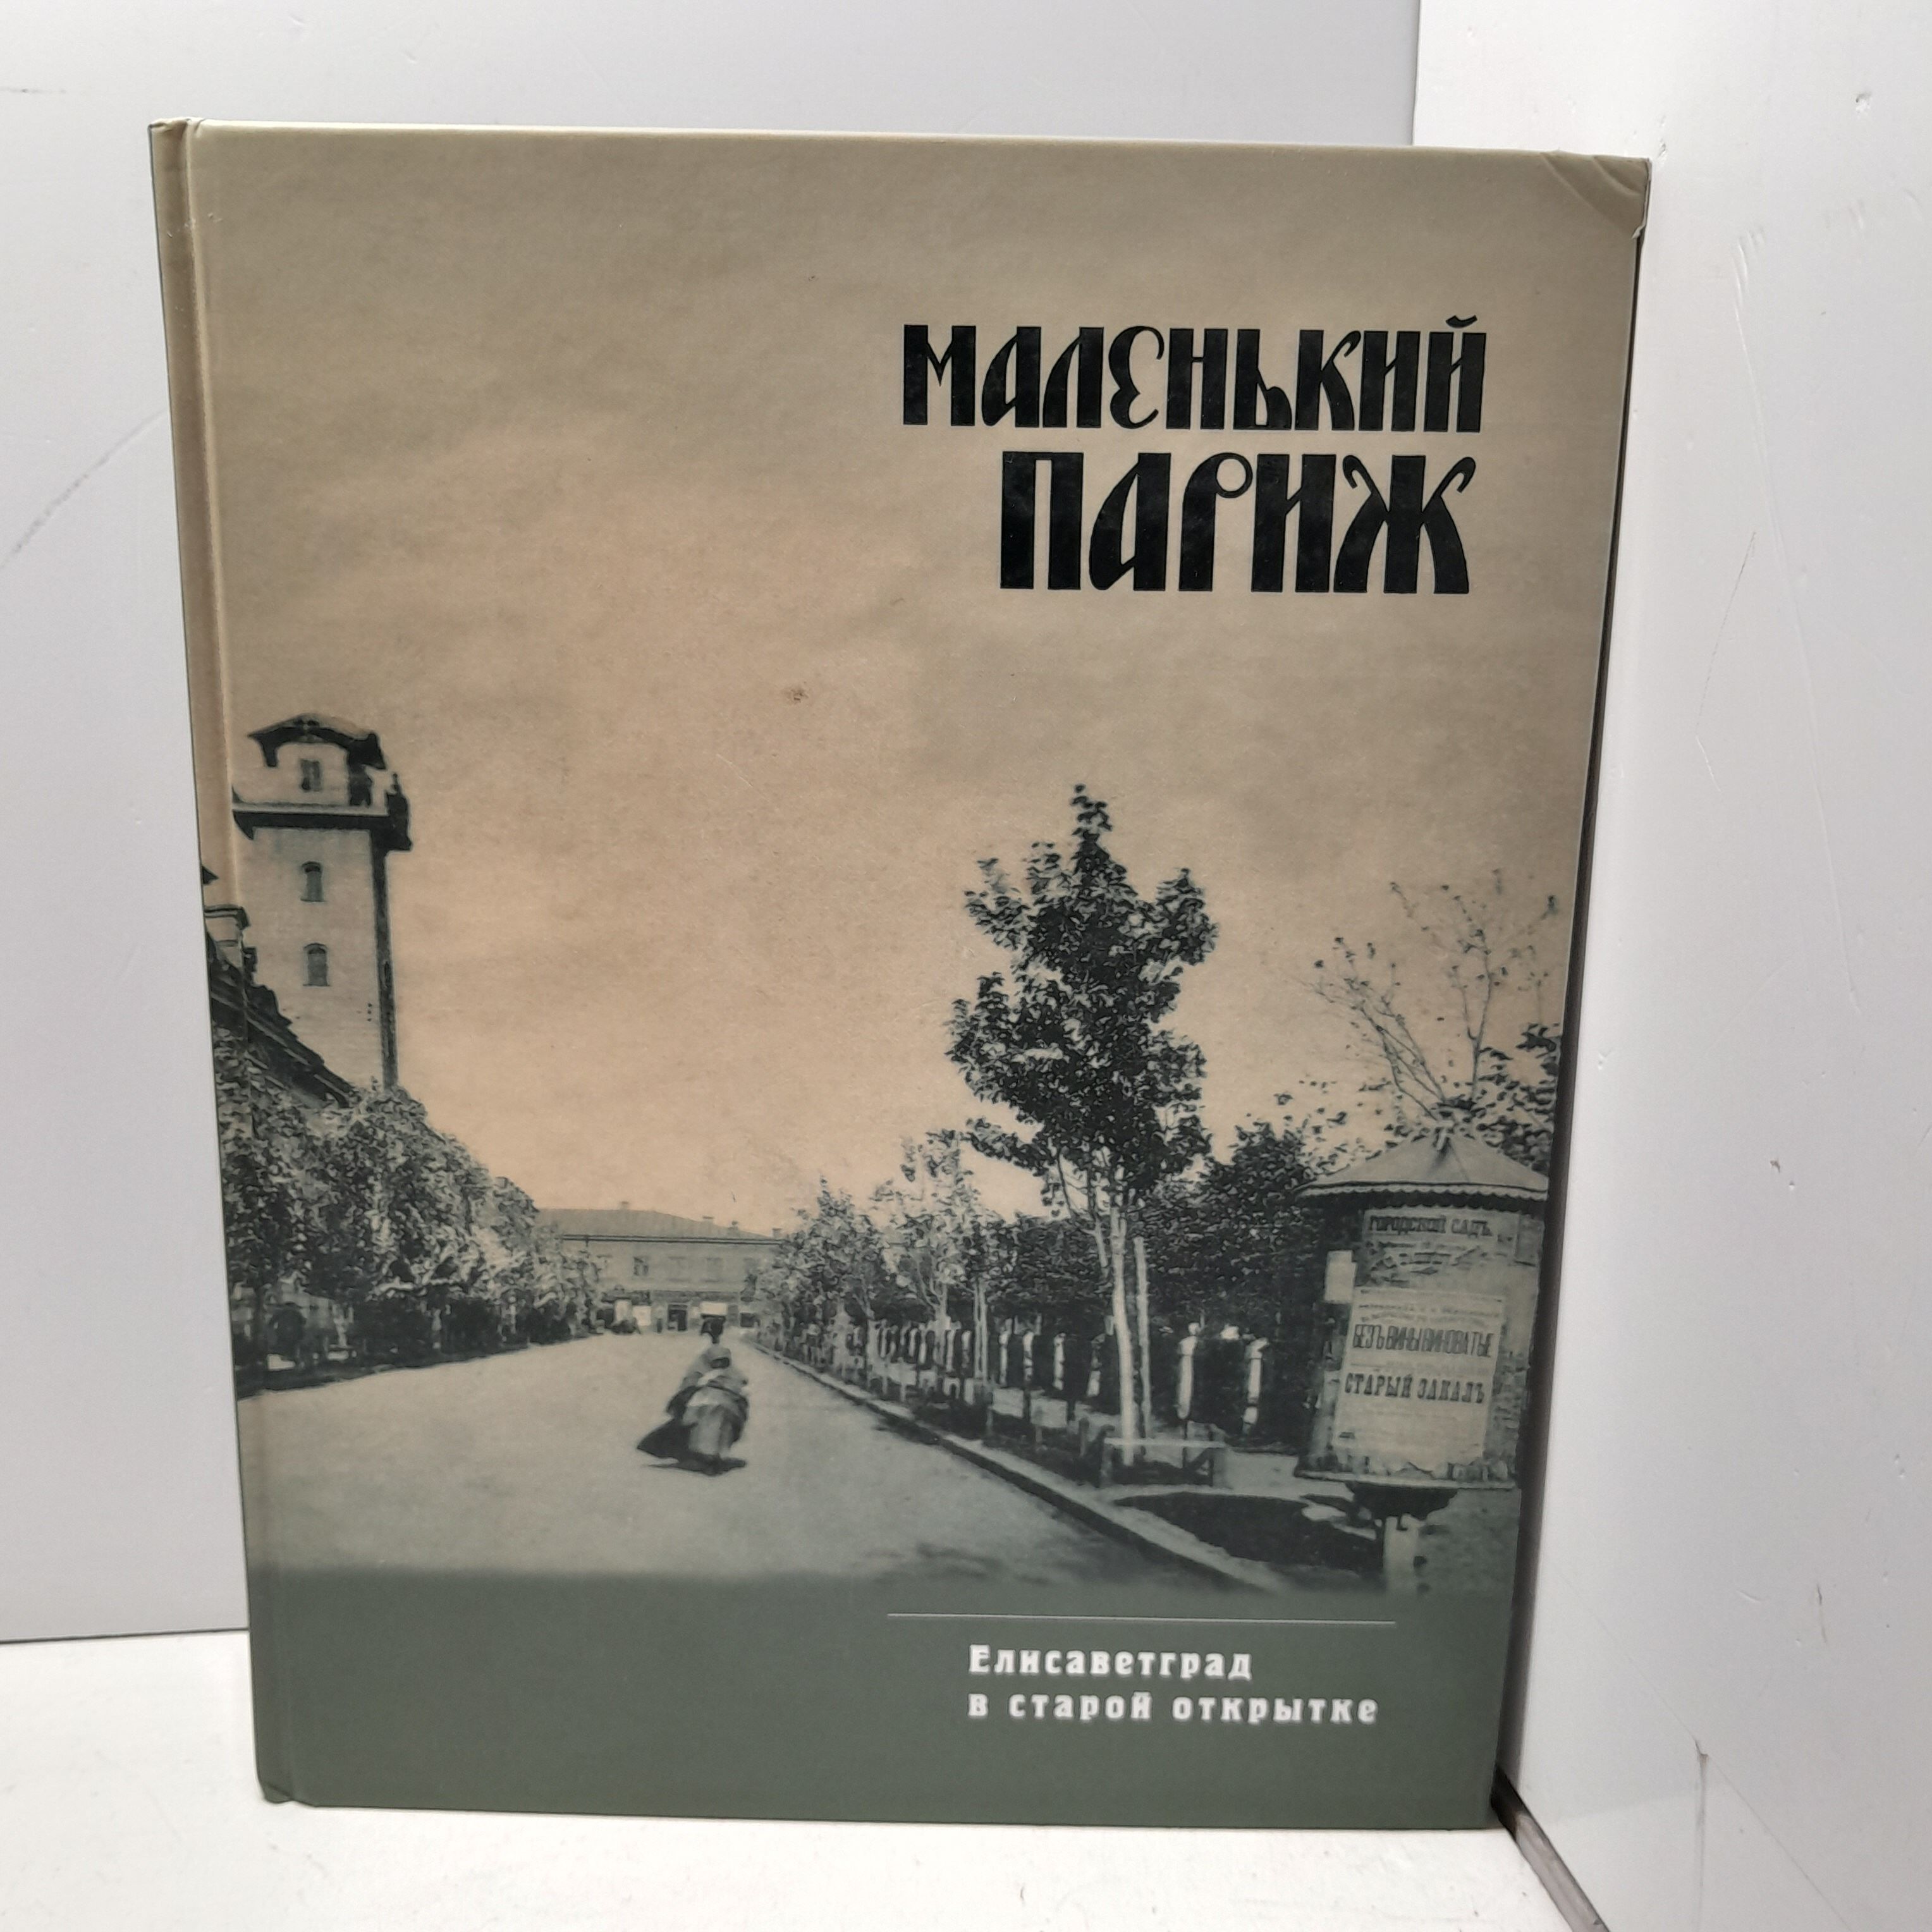 МАЛЕНЬКИЙ
ПАРИЖ
ГОРОДСКОЙ САДЪ
БЕЗЪ ВИНЫ ВИНОВАТЫЕ
СТАРЫЙ ЗАКАЛЪ
Елисаветград
в старой открытке